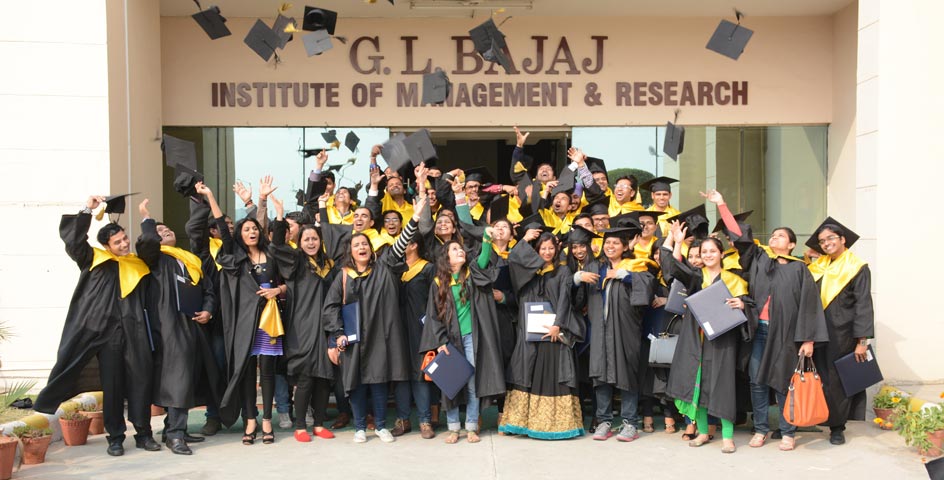 G. L. BAJAJ
INSTITUTE OF MANAGEMENT & RESEARCH